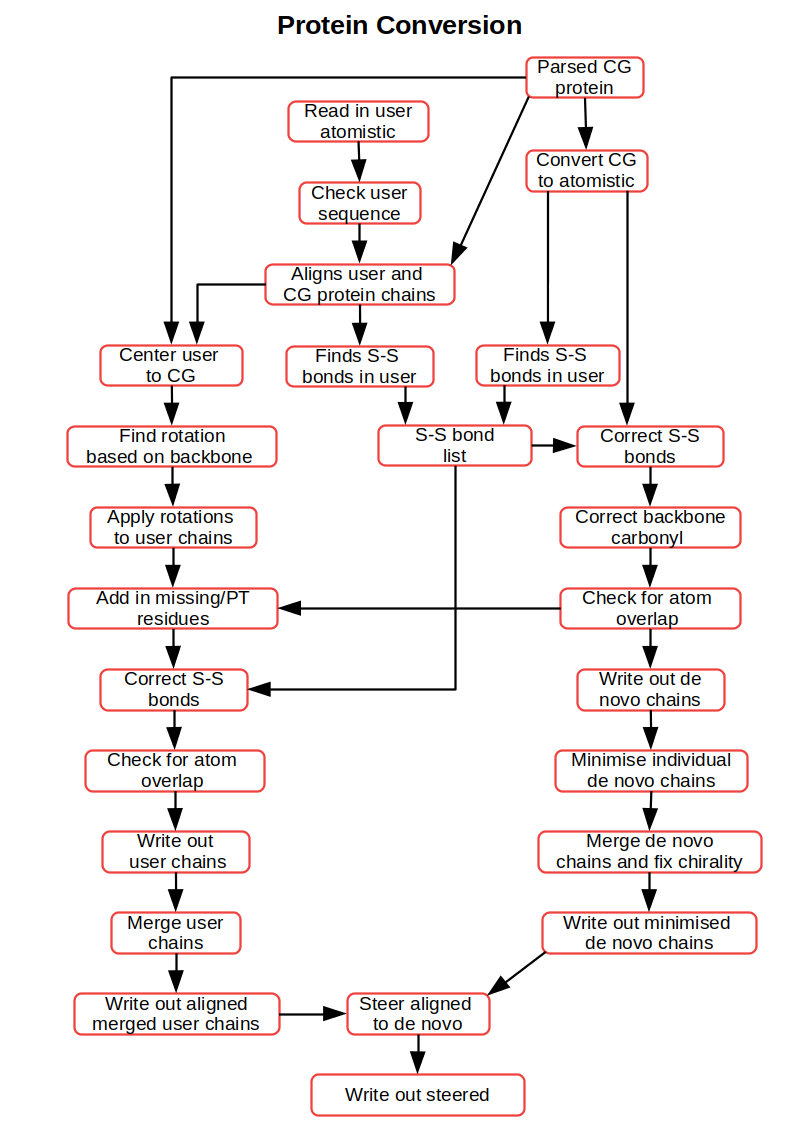 Protein Conversion
Parsed CG
protein
Read in user
atomistic
Convert CG
to atomistic
Check user
sequence
Aligns user and
CG protein chains
Center user
to CG
Finds S-S
bonds in user
Finds S-S
bonds in user
Find rotation
based on backbone
S-S bond
list
Correct S-S
bonds
Apply rotations
to user chains
Correct backbone
carbonyl
Add in missing/PT
residues
Check for atom
overlap
Correct S-S
bonds
Write out de
novo chains
Check for atom
overlap
Minimise individual
de novo chains
Write out
user chains
Merge de novo
chains and fix chirality
Merge user
chains
Write out minimised
de novo chains
Write out aligned
merged user chains
Steer aligned
to de novo
Write out steered